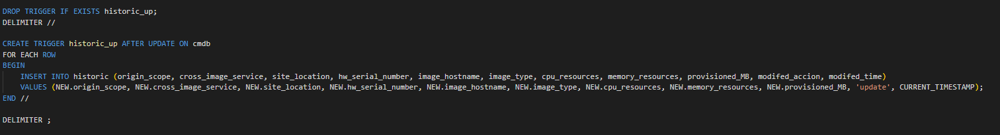 DROP TRIGGER IF EXISTS historic_up;
DELIMITER //
CREATE TRIGGER historic_up AFTER UPDATE ON cmdb
FOR EACH ROW
BEGIN
INSERT INTO historic (origin_scope, cross_image_service, site_location, hw_serial_number, image_hostname, image_type, cpu_resources, memory_resources, provisioned_MB, modifed_accion, modifed_time)
VALUES (NEW.origin_scope, NEW.cross_image_service, NEW.site_location, NEW.hw_serial_number, NEW.image_hostname, NEW.image_type, NEW.cpu_resources, NEW.memory_resources, NEW.provisioned_MB, 'update', CURRENT_TIMESTAMP);
END //
DELIMITER ;